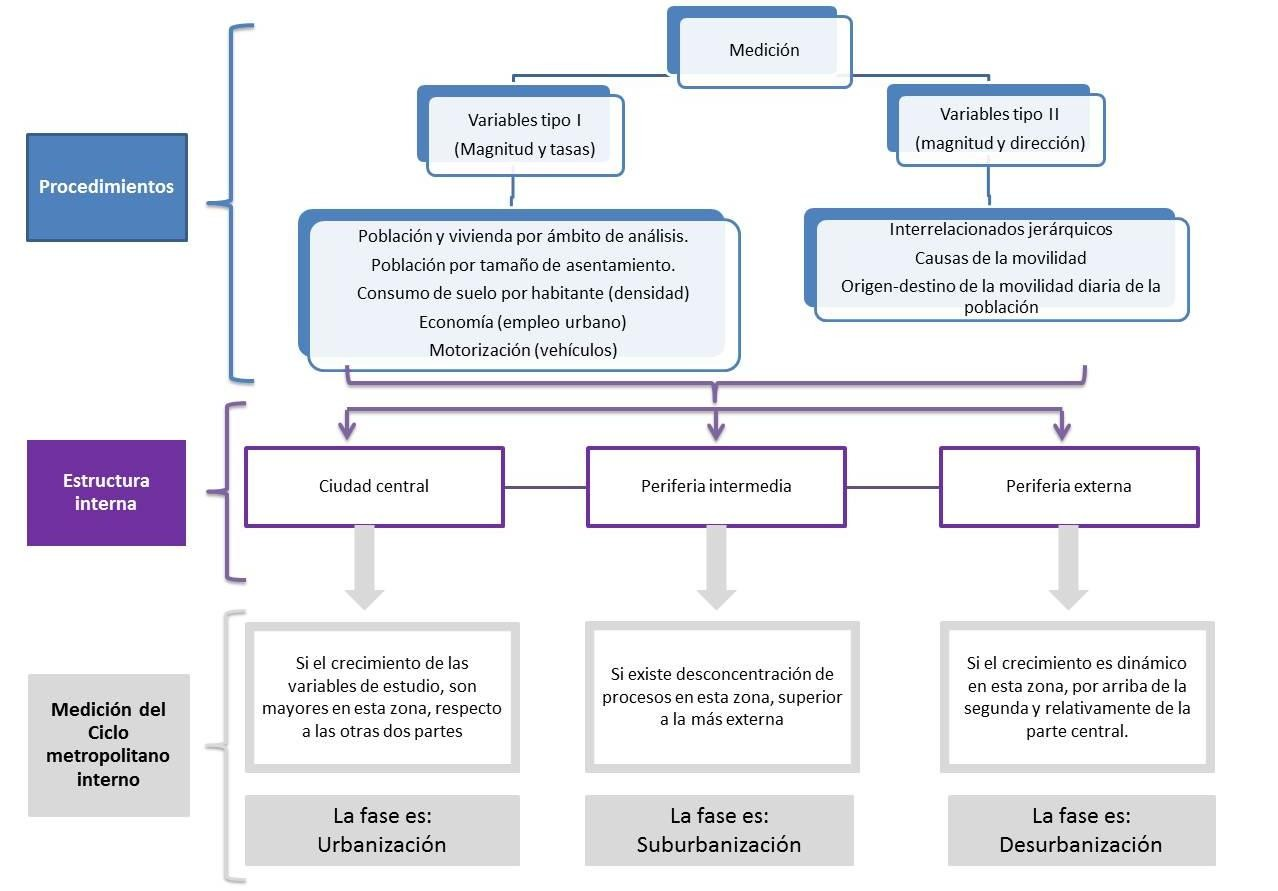 Medición
Variables tipo I
(Magnitud y tasas)
Variables tipo II
(magnitud y dirección)
Procedimientos
Población y vivienda por ámbito de análisis.
Población por tamaño de asentamiento.
Consumo de suelo por habitante (densidad)
Economía (empleo urbano)
Motorización (vehículos)
Interrelacionados jerárquicos
Causas de la movilidad
Origen-destino de la movilidad diaria de la
población
Estructura
interna
Ciudad central
Periferia intermedia
Periferia externa
Medición del
Ciclo
metropolitano
interno
Si el crecimiento de las
variables de estudio, son
mayores en esta zona, respecto
a las otras dos partes
Si existe desconcentración de
procesos en esta zona, superior
a la más externa
Si el crecimiento es dinámico
en esta zona, por arriba de la
segunda y relativamente de la
parte central.
La fase es:
Urbanización
La fase es:
Suburbanización
La fase es:
Desurbanización